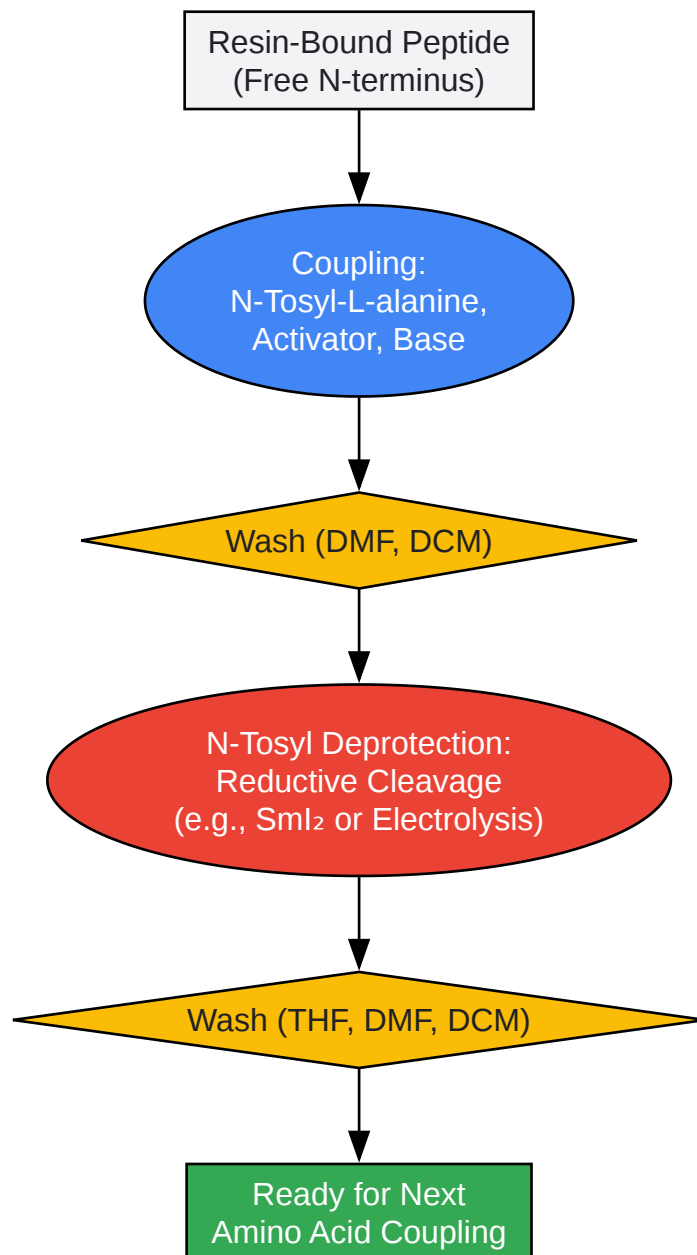 Resin-Bound Peptide
(Free N-terminus)
Coupling:
N-Tosyl-L-alanine,
Activator, Base
Wash (DMF, DCM)
N-Tosyl Deprotection:
Reductive Cleavage
(e.g., SmI₂ or Electrolysis)
Wash (THF, DMF, DCM)
Ready for Next
Amino Acid Coupling